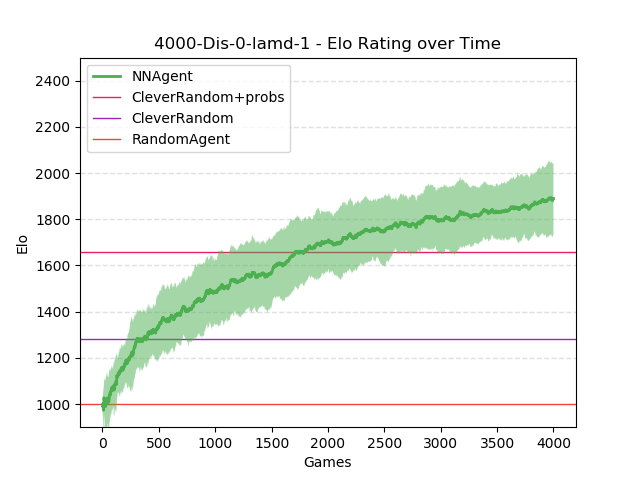 4000-Dis-0-lamd-1 - Elo Rating over Time
NNAgent
CleverRandom+probs
CleverRandom
RandomAgent
Elo
2400
2200
2000
1800
1600
1400
1200
1000
0 500 1000 1500 2000 2500 3000 3500 4000
Games